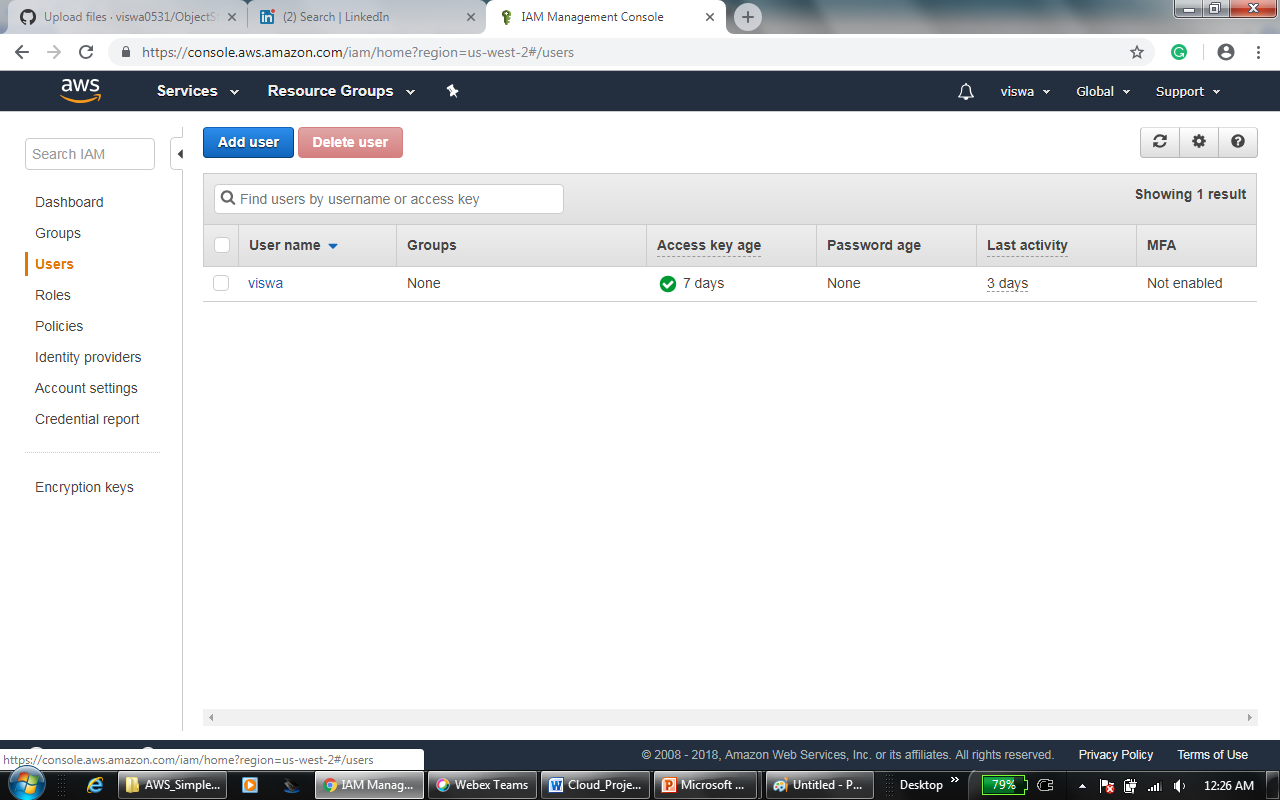 Upload files · viswa0531/ObjectS
(2) Search | LinkedIn
IAM Management Console
https://console.aws.amazon.com/iam/home?region=us-west-2#/users
aws
Services
Resource Groups
viswa
Global
Support
Search IAM
Dashboard
Groups
Users
Roles
Policies
Identity providers
Account settings
Credential report
Encryption keys
Add user
Delete user
Find users by username or access key
Showing 1 result
User name Groups Access key age Password age Last activity MFA
viswa None 7 days None 3 days Not enabled
© 2008 - 2018, Amazon Web Services, Inc. or its affiliates. All rights reserved. Privacy Policy Terms of Use
https://console.aws.amazon.com/iam/home?region=us-west-2#/users
AWS_Simple...
IAM Manag...
Webex Teams
Cloud_Proje...
Microsoft ...
Untitled - P...
Desktop
79%
12:26 AM